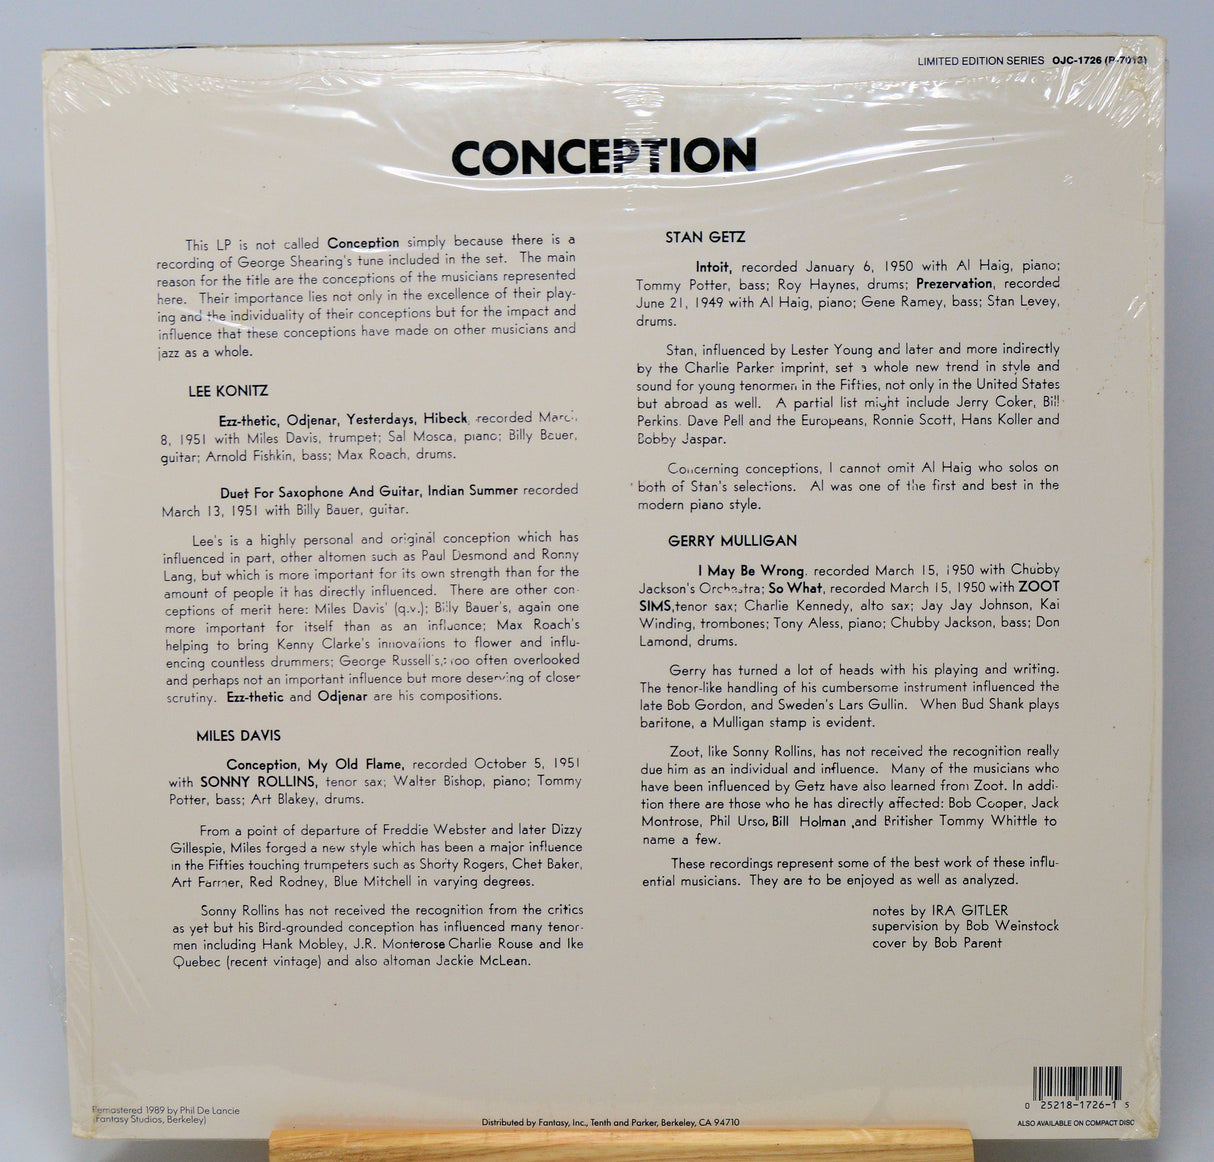 LIMITED EDITION SERIES OJC-1726 (P-7013)
CONCEPTION
This LP is not called Conception simply because there is a
recording of George Shearing's tune included in the set. The main
reason for the title are the conceptions of the musicians represented
here. Their importance lies not only in the excellence of their play-
ing and the individuality of their conceptions but for the impact and
influence that these conceptions have made on other musicians and
jazz as a whole.
LEE KONITZ
Ezz-thetic, Odjenar, Yesterdays, Hibeck, recorded March
8, 1951 with Miles Davis, trumpet; Sal Mosca, piano; Billy Bauer,
guitar; Arnold Fishkin, bass; Max Roach, drums.
Duet For Saxophone And Guitar, Indian Summer recorded
March 13, 1951 with Billy Bauer, guitar.
Lee's is a highly personal and original conception which has
influenced in part, other altomen such as Paul Desmond and Ronny
Lang, but which is more important for its own strength than for the
amount of people it has directly influenced. There are other con-
ceptions of merit here: Miles Davis' (q.v.); Billy Bauer's, again one
more important for itself than as an influence; Max Roach's
helping to bring Kenny Clarke's innovations to flower and influ-
encing countless drummers; George Russell's, too often overlooked
and perhaps not an important influence but more deserving of closer
scrutiny. Ezz-thetic and Odjenar are his compositions.
MILES DAVIS
Conception, My Old Flame, recorded October 5, 1951
with SONNY ROLLINS, tenor sax; Walter Bishop, piano; Tommy
Potter, bass; Art Blakey, drums.
From a point of departure of Freddie Webster and later Dizzy
Gillespie, Miles forged a new style which has been a major influence
in the Fifties touching trumpeters such as Shorty Rogers, Chet Baker,
Art Farmer, Red Rodney, Blue Mitchell in varying degrees.
Sonny Rollins has not received the recognition from the critics
as yet but his Bird-grounded conception has influenced many tenor-
men including Hank Mobley, J.R. Monterose Charlie Rouse and Ike
Quebec (recent vintage) and also altoman Jackie McLean.
STAN GETZ
Intoit, recorded January 6, 1950 with Al Haig, piano;
Tommy Potter, bass; Roy Haynes, drums; Prezervation, recorded
June 21, 1949 with Al Haig, piano; Gene Ramey, bass; Stan Levey,
drums.
Stan, influenced by Lester Young and later and more indirectly
by the Charlie Parker imprint, set a whole new trend in style and
sound for young tenormen in the Fifties, not only in the United States
but abroad as well. A partial list might include Jerry Coker, Bill
Perkins. Dave Pell and the Europeans, Ronnie Scott, Hans Koller and
Bobby Jaspar.
Concerning conceptions, I cannot omit Al Haig who solos on
both of Stan's selections. Al was one of the first and best in the
modern piano style.
GERRY MULLIGAN
I May Be Wrong, recorded March 15, 1950 with Chubby
Jackson's Orchestra; So What, recorded March 15, 1950 with ZOOT
SIMS,tenor sax; Charlie Kennedy, alto sax; Jay Jay Johnson, Kai
Winding, trombones; Tony Aless, piano; Chubby Jackson, bass; Don
Lamond, drums.
Gerry has turned a lot of heads with his playing and writing.
The tenor-like handling of his cumbersome instrument influenced the
late Bob Gordon, and Sweden's Lars Gullin. When Bud Shank plays
baritone, a Mulligan stamp is evident.
Zoot, like Sonny Rollins, has not received the recognition really
due him as an individual and influence. Many of the musicians who
have been influenced by Getz have also learned from Zoot. In addi-
tion there are those who he has directly affected: Bob Cooper, Jack
Montrose, Phil Urso, Bill Holman ,and Britisher Tommy Whittle to
name a few.
These recordings represent some of the best work of these influ-
ential musicians. They are to be enjoyed as well as analyzed.
notes by IRA GITLER
supervision by Bob Weinstock
cover by Bob Parent
Remastered 1989 by Phil De Lancie
(Fantasy Studios, Berkeley)
Distributed by Fantasy, Inc., Tenth and Parker, Berkeley, CA 94710
0 25218-1726-1 5
ALSO AVAILABLE ON COMPACT DISC